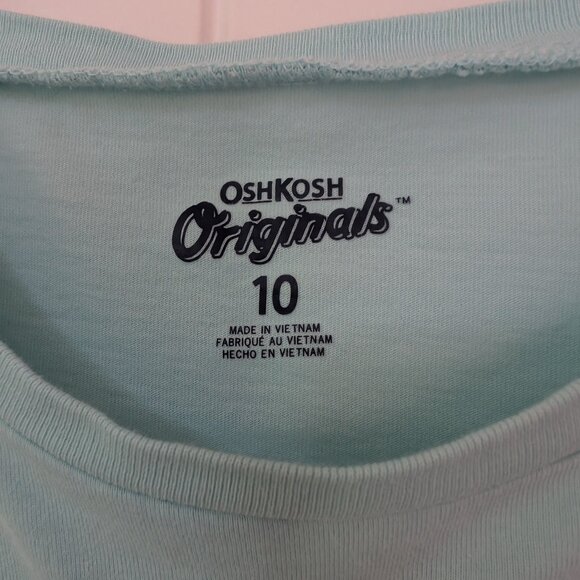 OSHKOSH
Originals™
10
MADE IN VIETNAM
FABRIQUÉ AU VIETNAM
HECHO EN VIETNAM